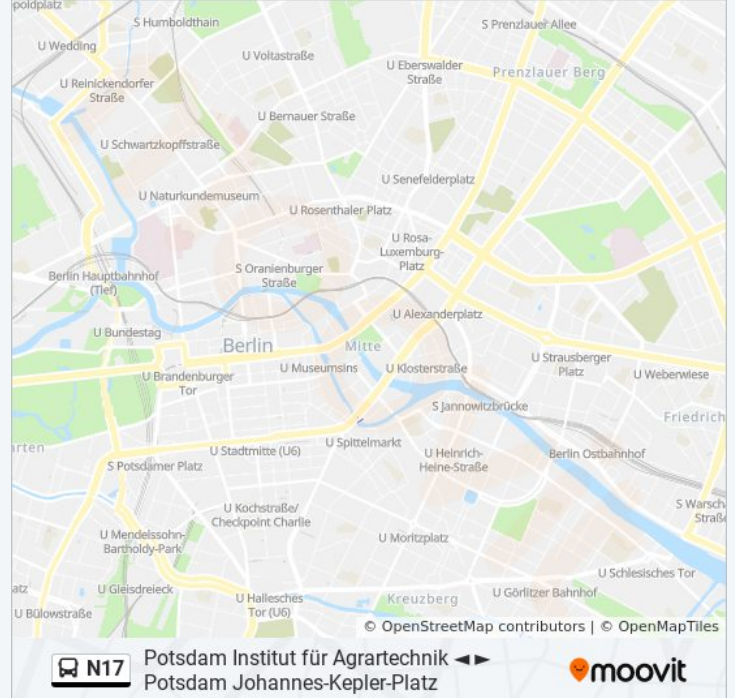 poldplatz
S Humboldthain
S Prenzlauer Allee
U Wedding
U Voltastraße
U Eberswalder
Straße
Prenzlauer Berg
U Reinickendorfer
Straße
U Bernauer Straße
U Schwartzkopffstraße
U Senefelderplatz
U Naturkundemuseum
U Rosenthaler Platz
U Rosa-
Luxemburg-
Platz
Berlin Hauptbahnhof
(Tief)
S Oranienburger
Straße
U Alexanderplatz
U Bundestag
Berlin
Mitte
U Strausberger
Platz
U Museumsins
U Klosterstraße
U Weberwiese
U Brandenburger
Tor
S Jannowitzbrücke
Friedrich
arten
U Stadtmitte (U6)
U Spittelmarkt
U Heinrich-
Heine-Straße
Berlin Ostbahnhof
S Potsdamer Platz
S Warsch
Straße
U Kochstraße/
Checkpoint Charlie
U Mendelssohn-
Bartholdy-Park
U Moritzplatz
U Schlesisches Tor
atz
U Gleisdreieck
U Hallesches
Tor (U6)
Kreuzberg
U Görlitzer Bahnhof
U Bülowstraße
© OpenStreetMap contributors | © OpenMapTiles
N17
Potsdam Institut für Agrartechnik ◄►
Potsdam Johannes-Kepler-Platz
moovit